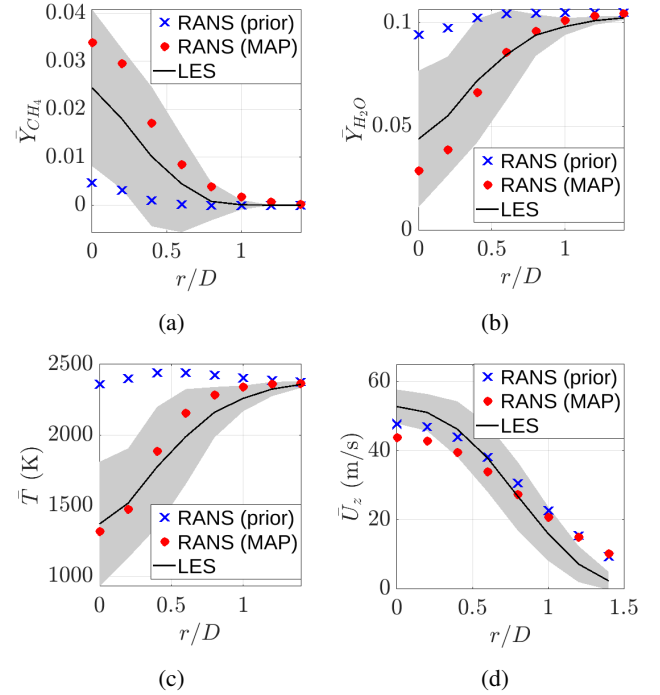 0.04
0.03
0.02
0.01
0
Ȳ_{CH_4}
RANS (prior)
RANS (MAP)
LES
0
0.5
1
r/D
(a)
0.1
0.05
0
Ȳ_{H_2O}
RANS (prior)
RANS (MAP)
LES
0
0.5
1
r/D
(b)
2500
2000
1500
1000
T̄ (K)
RANS (prior)
RANS (MAP)
LES
0
0.5
1
r/D
(c)
60
40
20
0
Ū_z (m/s)
RANS (prior)
RANS (MAP)
LES
0
0.5
1
1.5
r/D
(d)